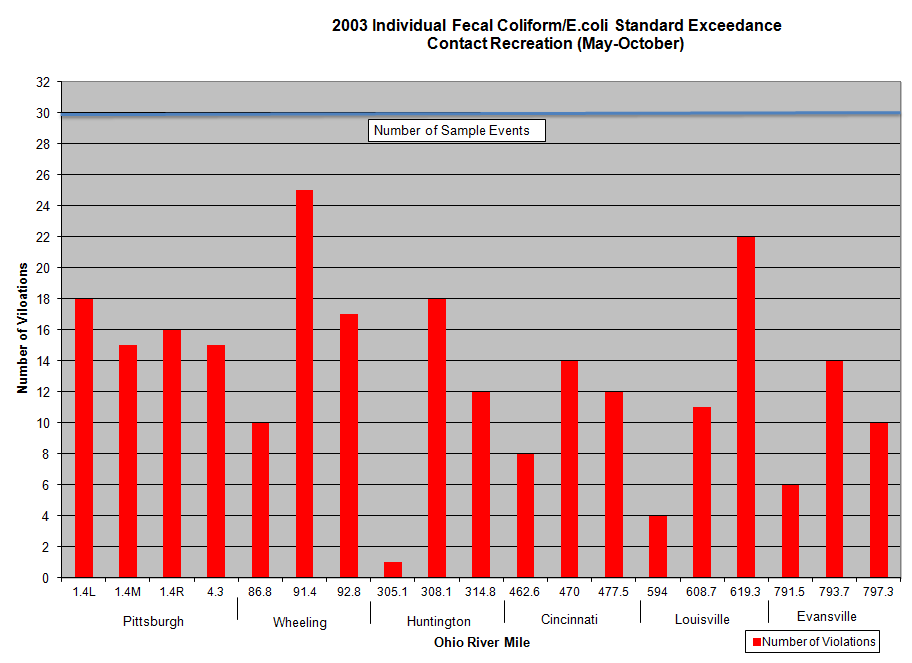 2003 Individual Fecal Coliform/E.coli Standard Exceedance
Contact Recreation (May-October)
32
30
28
26
24
22
20
18
16
14
12
10
8
6
4
2
0
Number of Viloations
Number of Sample Events
1.4L 1.4M 1.4R 4.3 86.8 91.4 92.8 305.1 308.1 314.8 462.6 470 477.5 594 608.7 619.3 791.5 793.7 797.3
Pittsburgh Wheeling Huntington Cincinnati Louisville Evansville
Ohio River Mile
Number of Violations